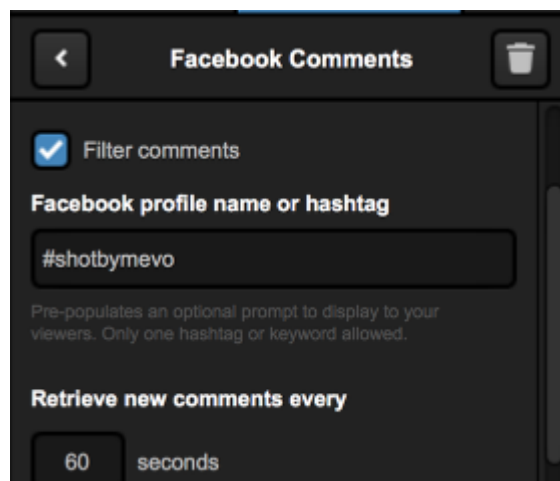 Facebook Comments
Filter comments
Facebook profile name or hashtag
#shotbymevo
Pre-populates an optional prompt to display to your
viewers. Only one hashtag or keyword allowed.
Retrieve new comments every
60 seconds